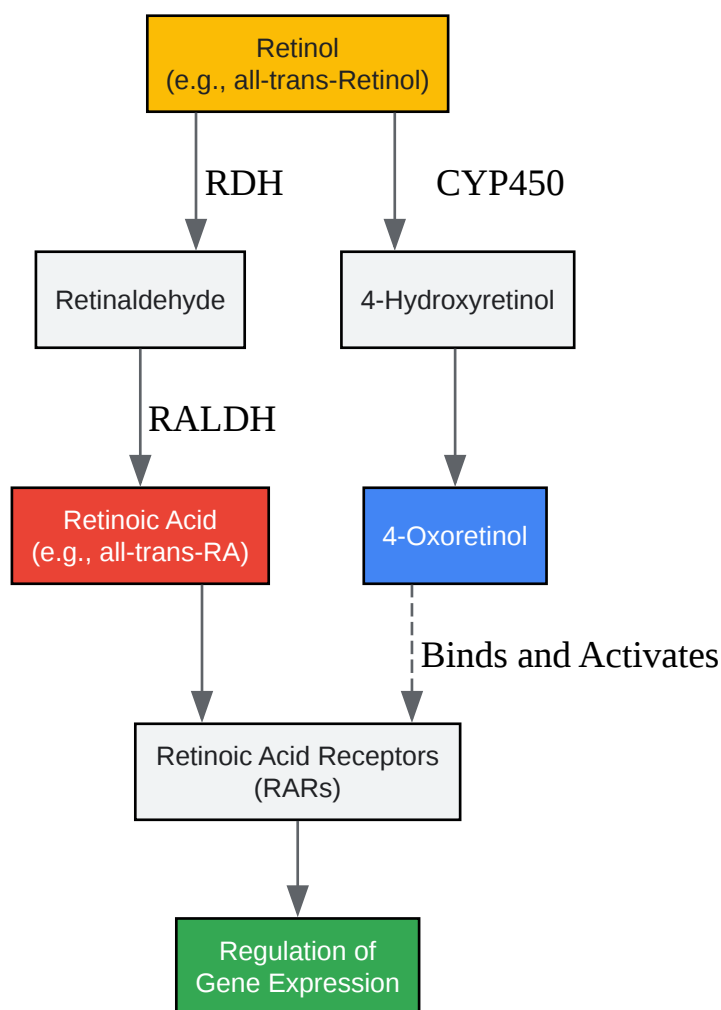 Retinol
(e.g., all-trans-Retinol)
RDH
CYP450
Retinaldehyde
4-Hydroxyretinol
RALDH
Retinoic Acid
(e.g., all-trans-RA)
4-Oxoretinol
Binds and Activates
Retinoic Acid Receptors
(RARs)
Regulation of
Gene Expression